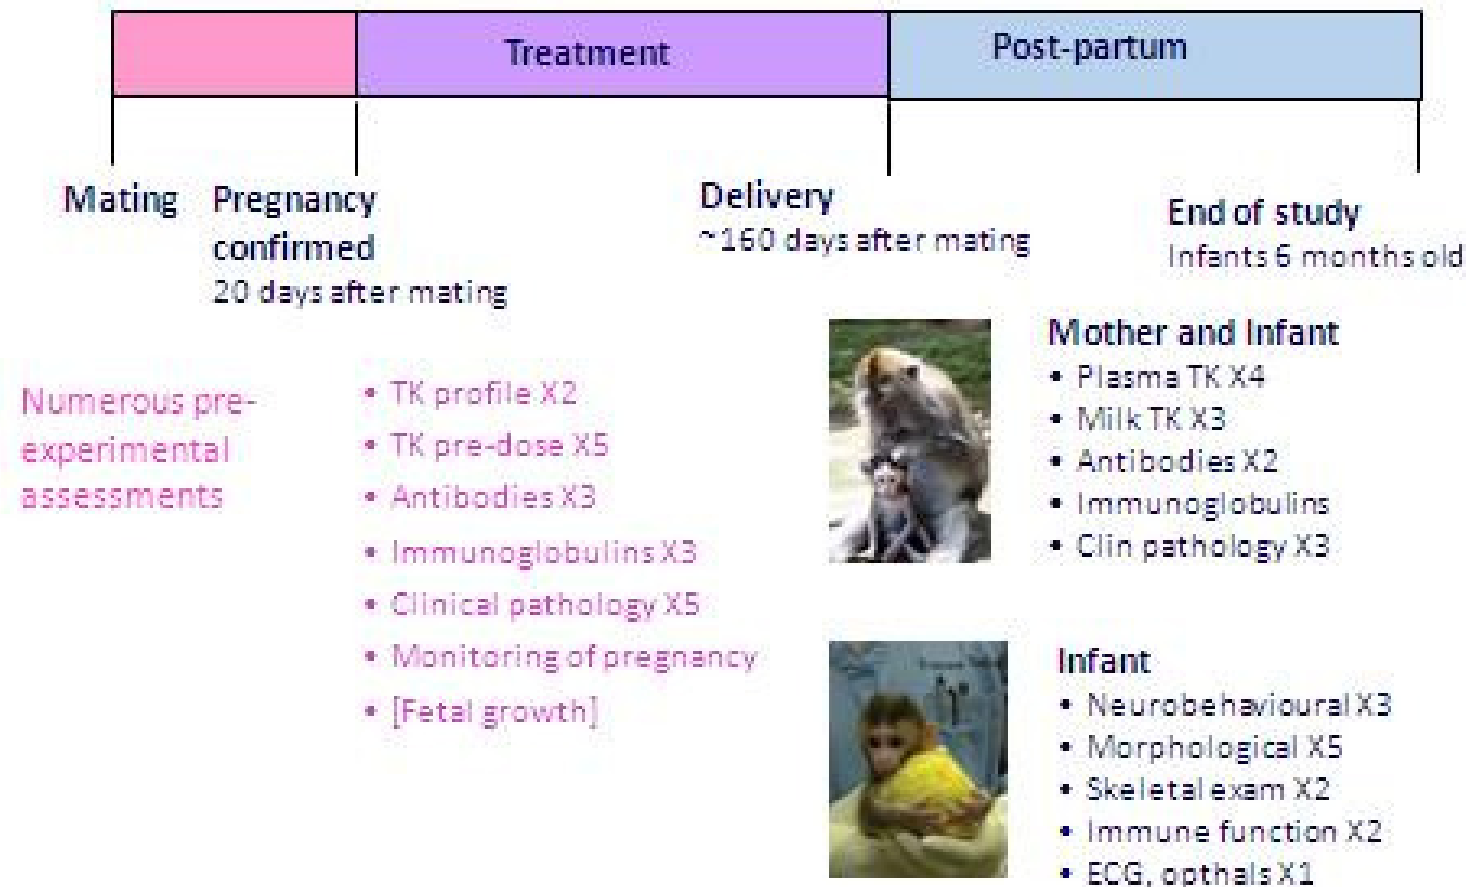 Treatment
Post-partum
Mating
Pregnancy
confirmed
20 days after mating
Delivery
~160 days after mating
End of study
Infants 6 months old
Numerous pre-
experimental
assessments
• TK profile X2
• TK pre-dose X5
• Antibodies X3
• Immunoglobulins X3
• Clinical pathology X5
• Monitoring of pregnancy
• [Fetal growth]
Mother and Infant
• Plasma TK X4
• Milk TK X3
• Antibodies X2
• Immunoglobulins
• Clin pathology X3
Infant
• Neurobehavioural X3
• Morphological X5
• Skeletal exam X2
• Immune function X2
• ECG, opthals X1